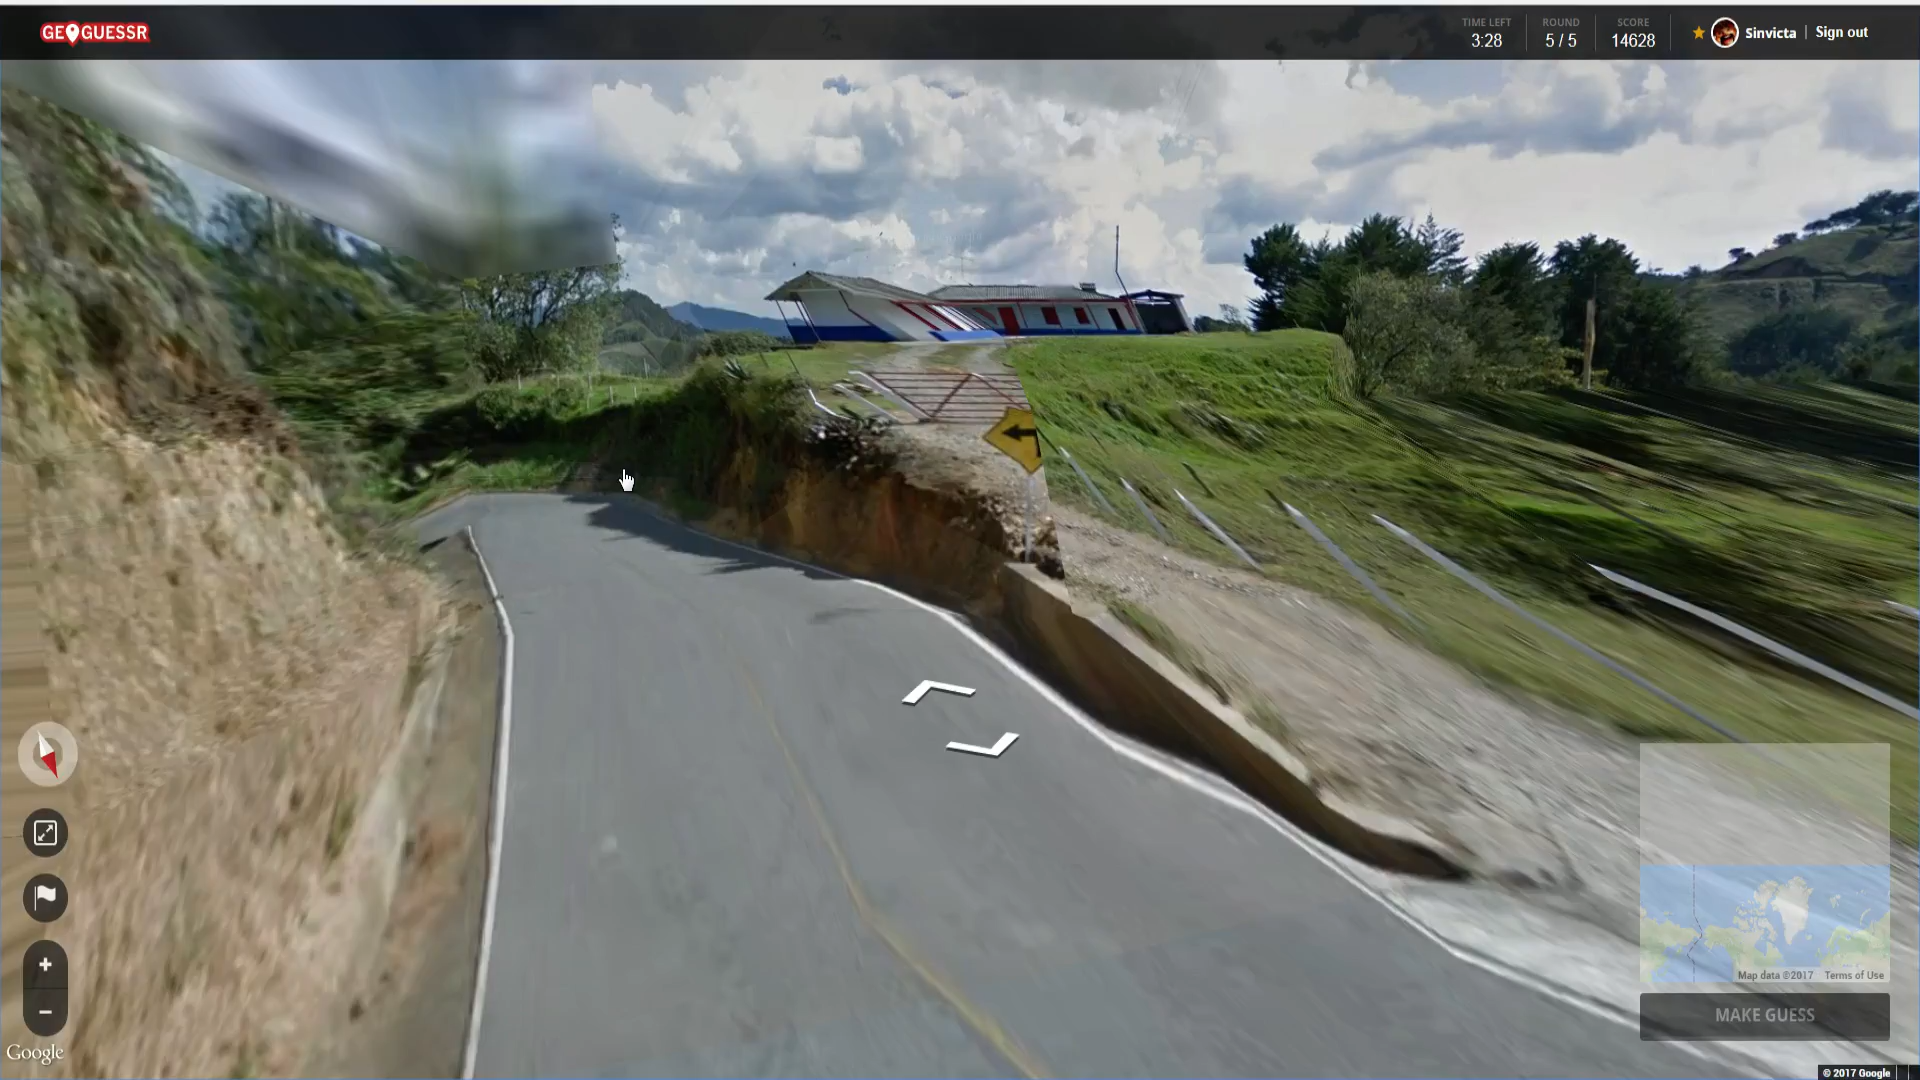 GEOGUESSR
TIME LEFT
3:28
ROUND
5 / 5
SCORE
14628
Sinvicta | Sign out
Map data ©2017 Terms of Use
MAKE GUESS
Google
© 2017 Google